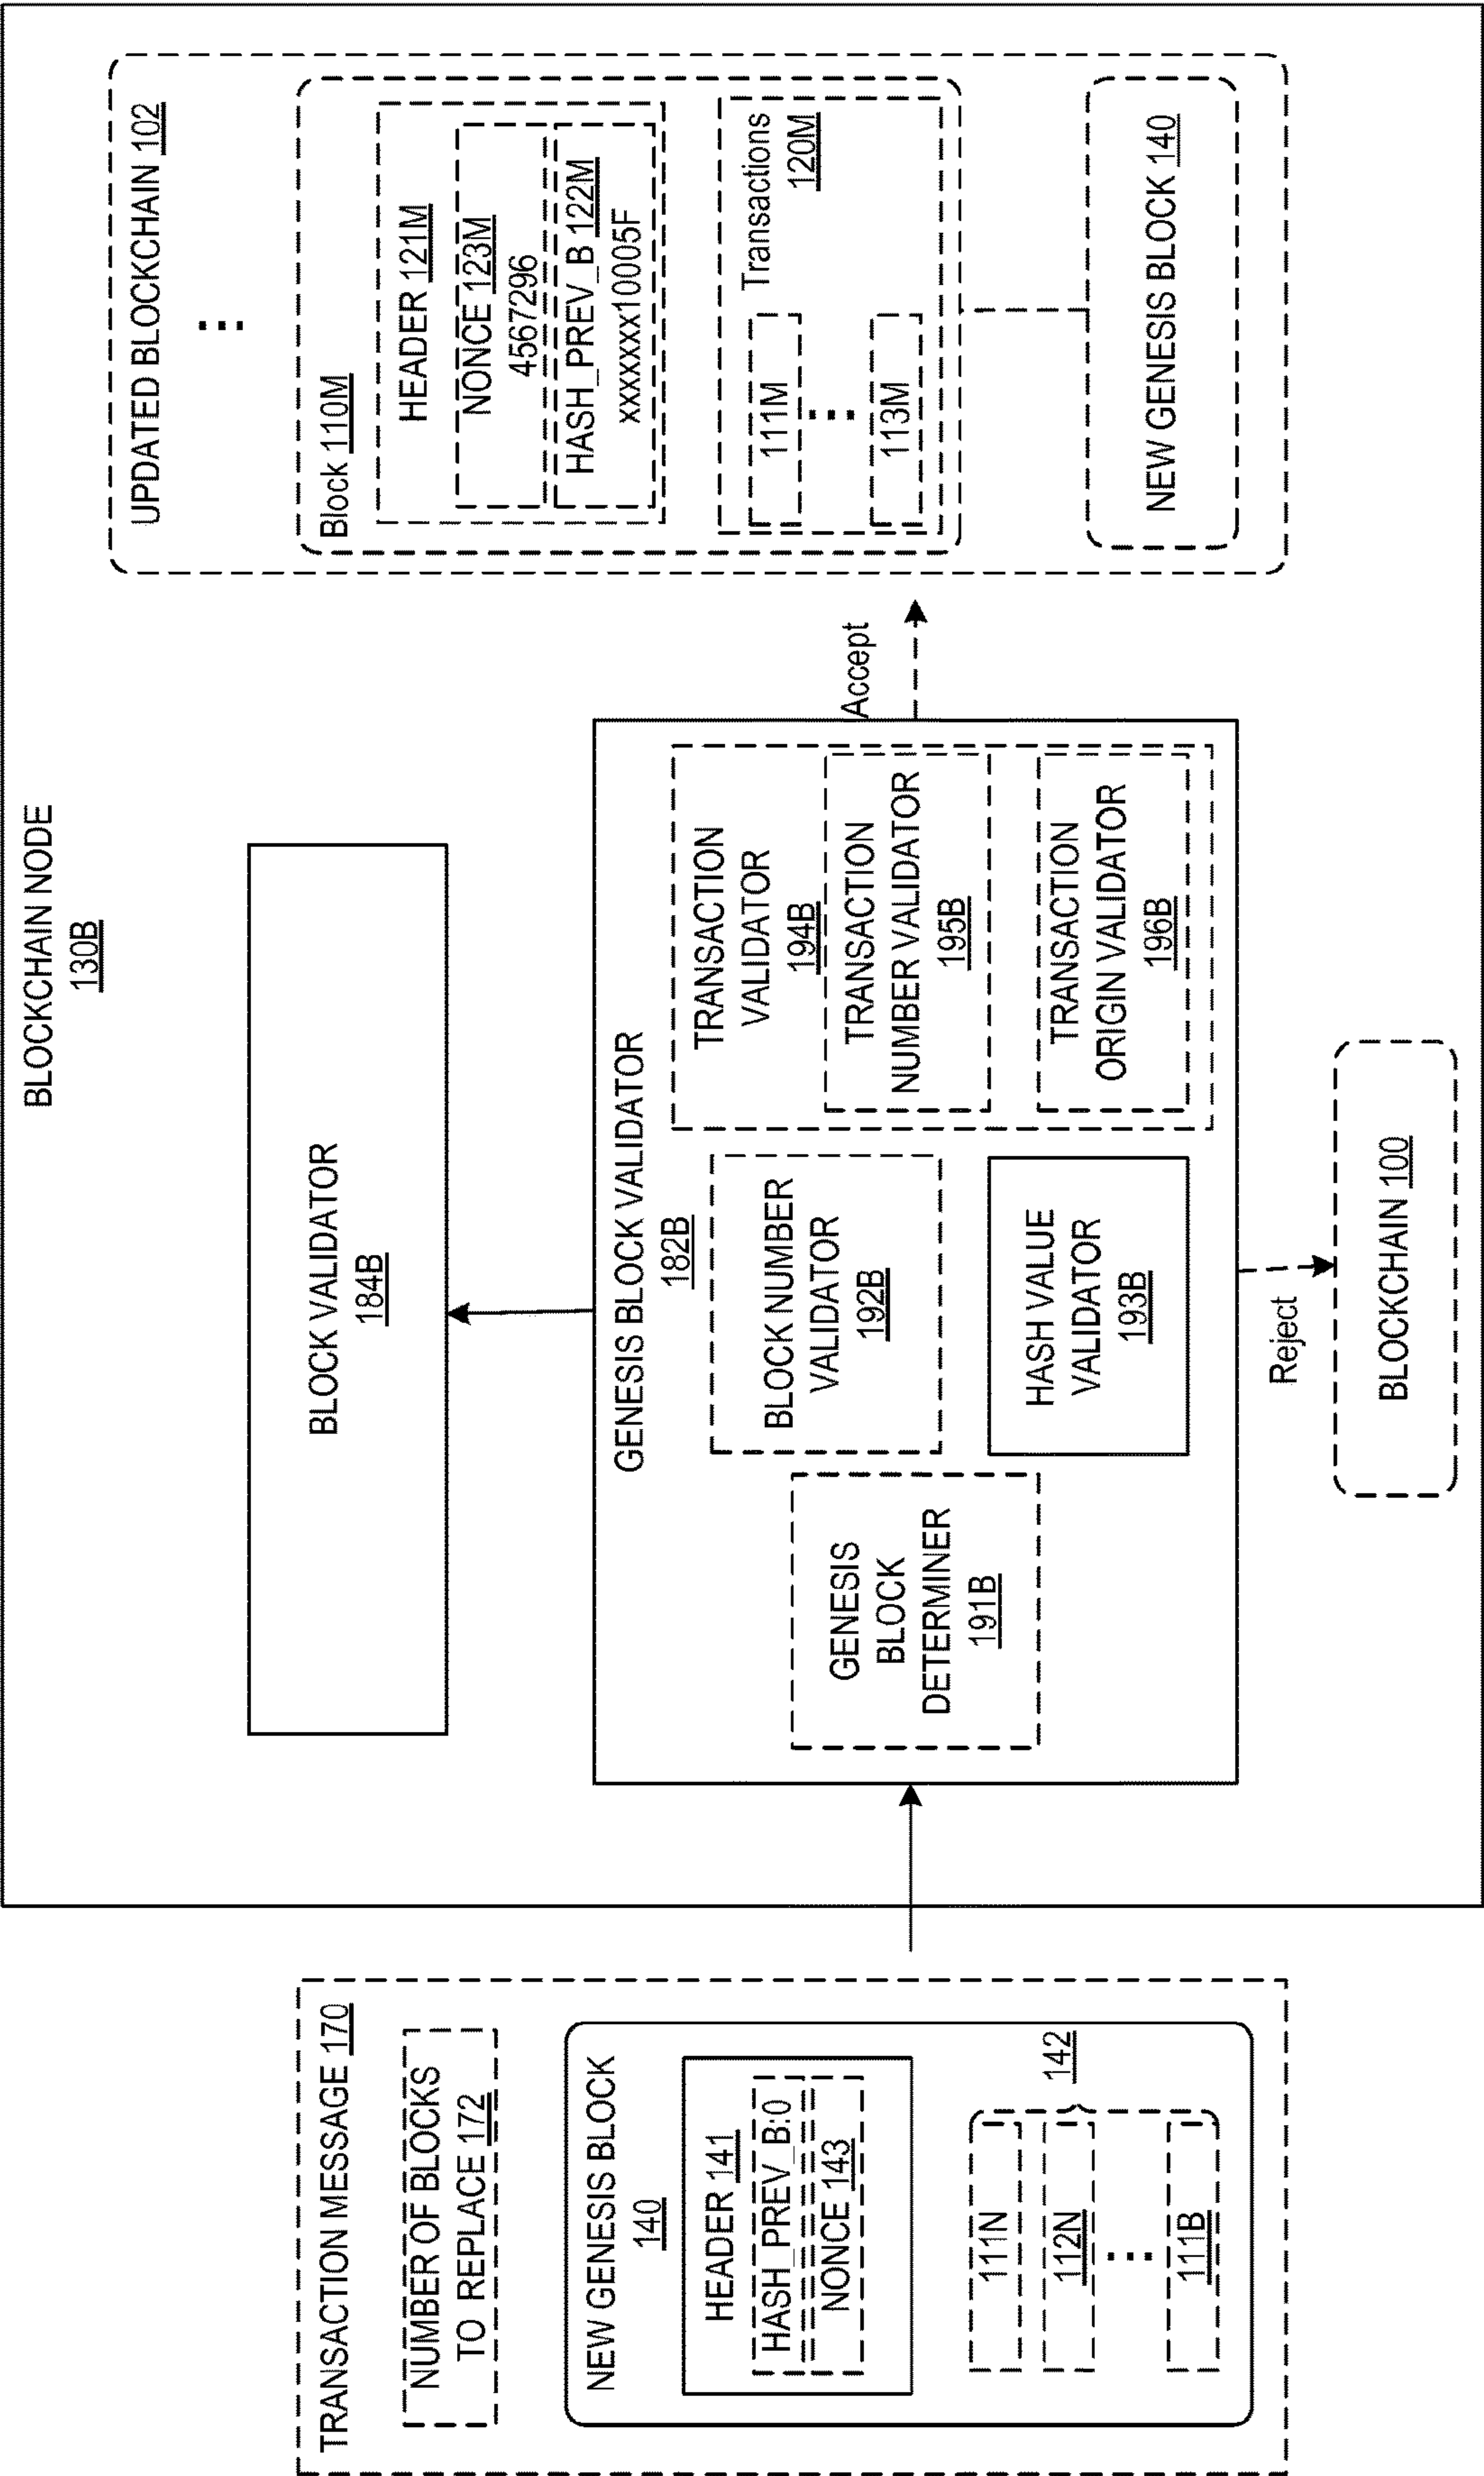 BLOCKCHAIN NODE
130B
TRANSACTION MESSAGE 170
NUMBER OF BLOCKS
TO REPLACE 172
NEW GENESIS BLOCK
140
HEADER 141
HASH_PREV_B:0
NONCE 143
111N
112N
⋮
111B
142
BLOCK VALIDATOR
184B
GENESIS BLOCK VALIDATOR
182B
GENESIS
BLOCK
DETERMINER
191B
BLOCK NUMBER
VALIDATOR
192B
HASH VALUE
VALIDATOR
193B
TRANSACTION
VALIDATOR
194B
TRANSACTION
NUMBER VALIDATOR
195B
TRANSACTION
ORIGIN VALIDATOR
196B
Reject
BLOCKCHAIN 100
Accept
UPDATED BLOCKCHAIN 102
⋮
Block 110M
HEADER 121M
NONCE 123M
4567296
HASH_PREV_B 122M
xxxxxxx10005F
Transactions
120M
111M
⋮
113M
NEW GENESIS BLOCK 140